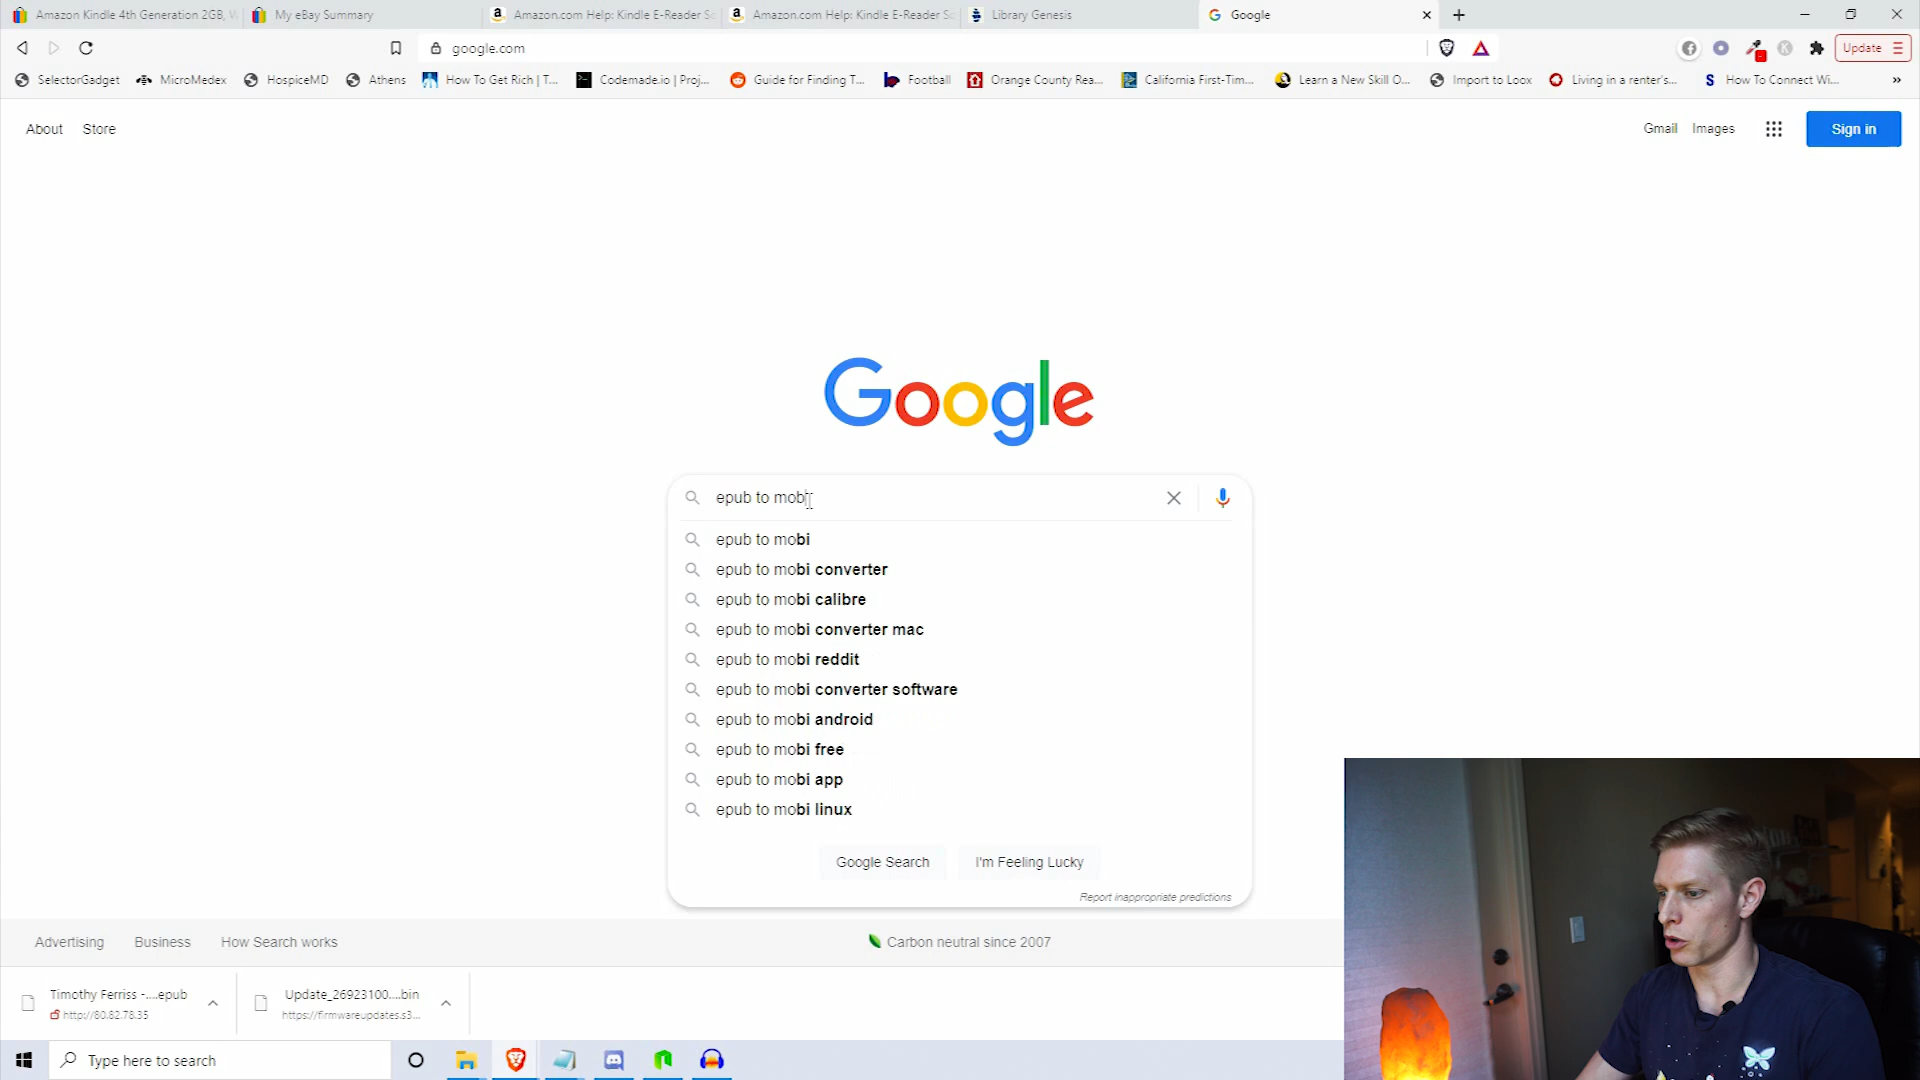 Amazon Kindle 4th Generation 2GB,
My eBay Summary
Amazon.com Help: Kindle E-Reader So
Amazon.com Help: Kindle E-Reader So
Library Genesis
Google
google.com
Update
SelectorGadget
MicroMedex
HospiceMD
Athens
How To Get Rich | T...
Codemade.io | Proj...
Guide for Finding T...
Football
Orange County Rea...
California First-Tim...
Learn a New Skill O...
Import to Loox
Living in a renter's...
How To Connect Wi...
About
Store
Gmail
Images
Sign in
Google
epub to mobi
epub to mobi
epub to mobi converter
epub to mobi calibre
epub to mobi converter mac
epub to mobi reddit
epub to mobi converter software
epub to mobi android
epub to mobi free
epub to mobi app
epub to mobi linux
Google Search
I'm Feeling Lucky
Report inappropriate predictions
Advertising
Business
How Search works
Carbon neutral since 2007
Timothy Ferriss -....epub
http://80.82.78.35
Update_26923100....bin
https://firmwareupdates.s3...
Type here to search